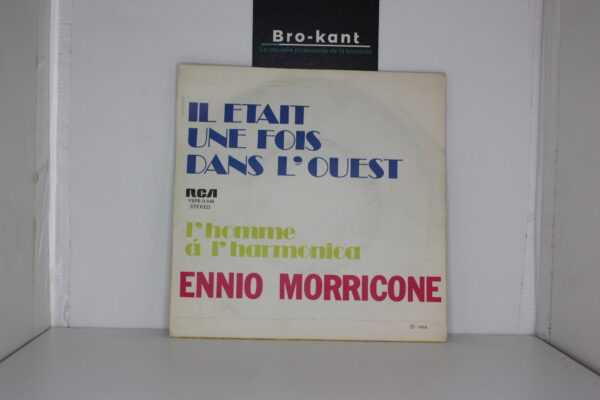 Bro-kant
IL ETAIT
UNE FOIS
DANS L'OUEST
RCA
STEREO
l'homme
á l'harmonica
ENNIO MORRICONE